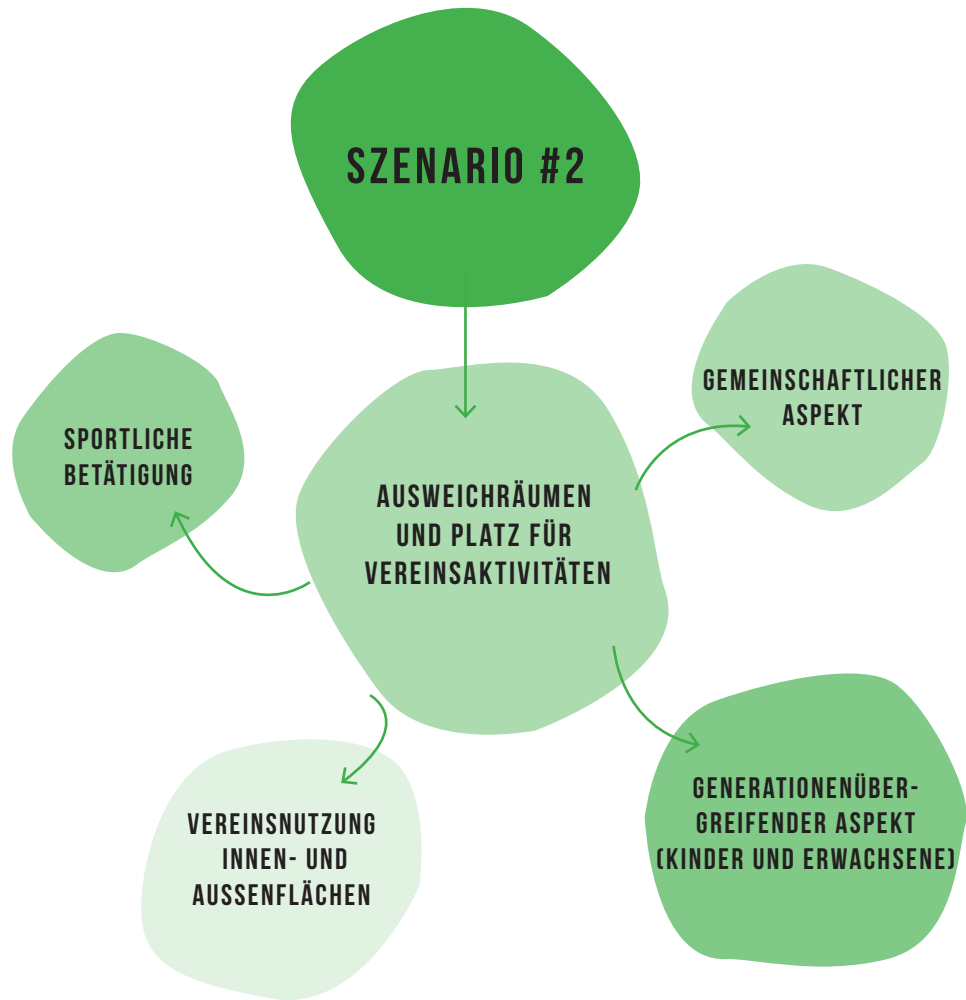 SZENARIO #2
GEMEINSCHAFTLICHER
ASPEKT
SPORTLICHE
BETÄTIGUNG
AUSWEICHRÄUMEN
UND PLATZ FÜR
VEREINSAKTIVITÄTEN
GENERATIONENÜBER-
GREIFENDER ASPEKT
(KINDER UND ERWACHSENE)
VEREINSNUTZUNG
INNEN- UND
AUSSENFLÄCHEN